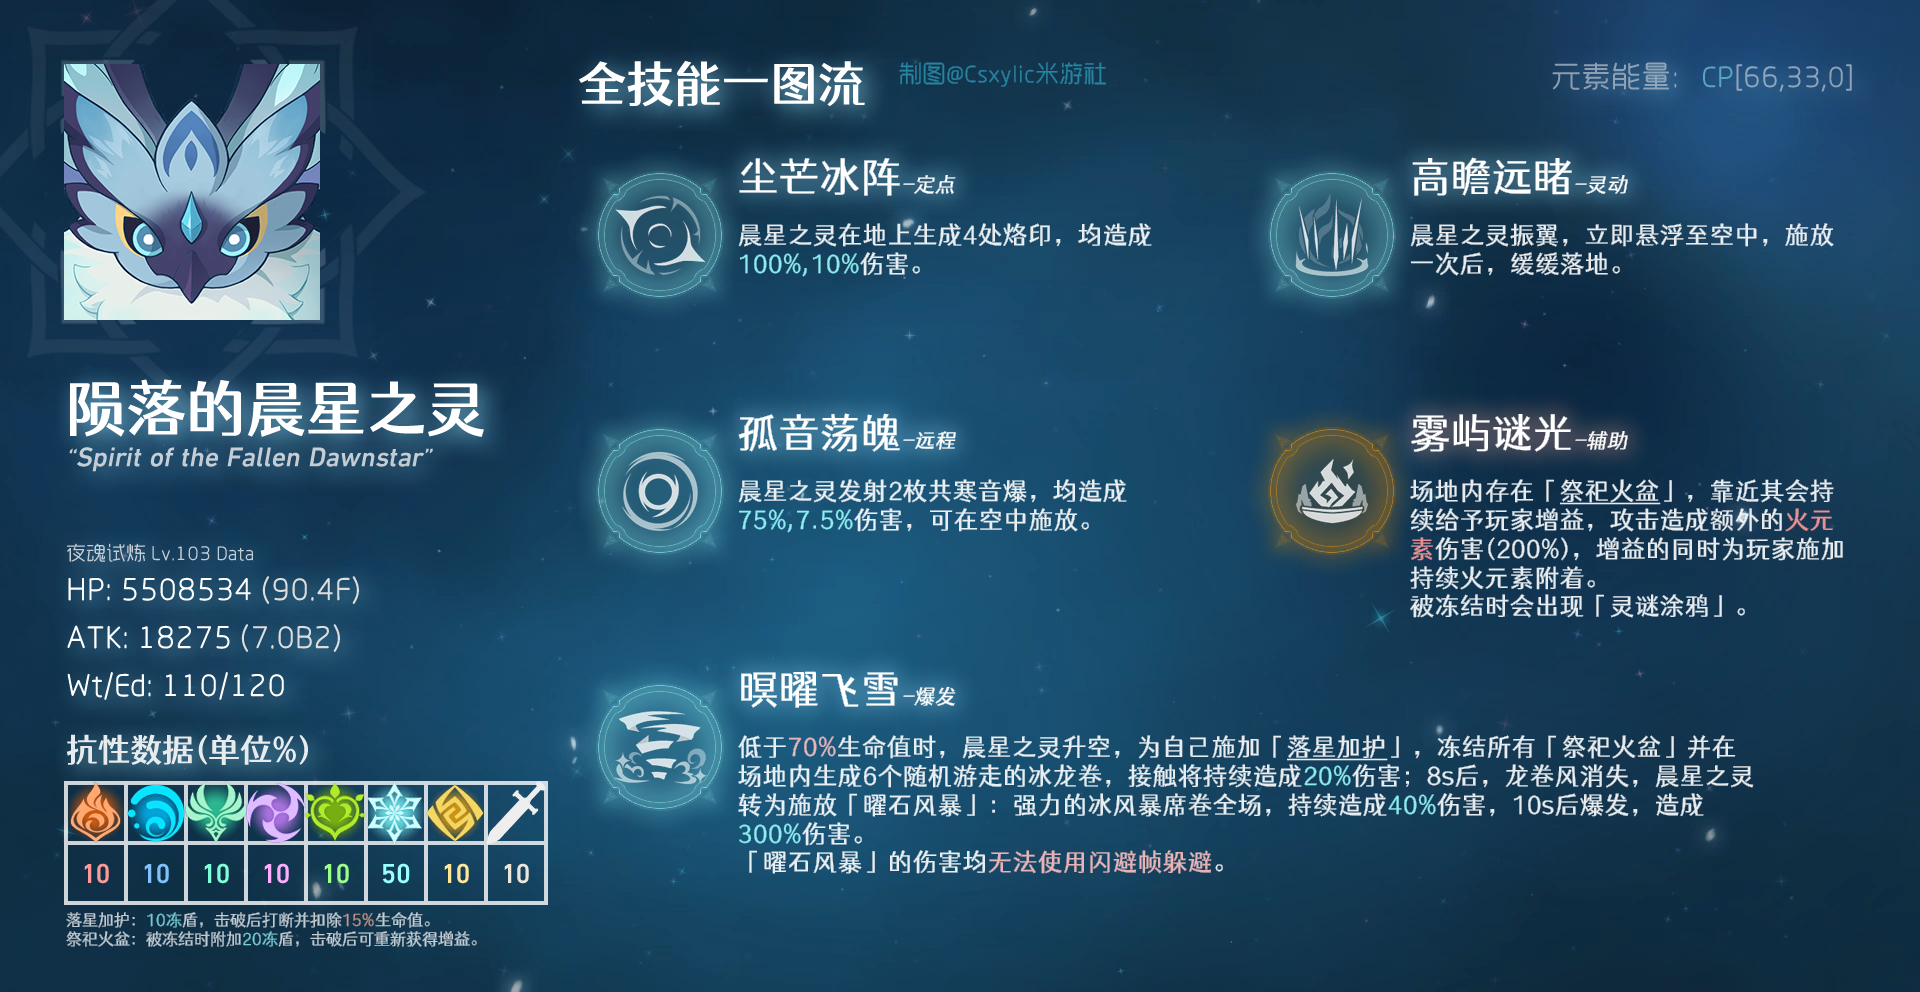 全技能一图流
制图@Csxylic米游社
元素能量: CP[66,33,0]
陨落的晨星之灵
“Spirit of the Fallen Dawnstar”
夜魂试炼 Lv.103 Data
HP: 5508534 (90.4F)
ATK: 18275 (7.0B2)
Wt/Ed: 110/120
抗性数据(单位%)
10 10 10 10 10 50 10 10
落星加护：10冻盾，击破后打断并扣除15%生命值。
祭祀火盆：被冻结时附加20冻盾，击破后可重新获得增益。
尘芒冰阵-定点
晨星之灵在地上生成4处烙印，均造成
100%,10%伤害。
高瞻远睹-灵动
晨星之灵振翼，立即悬浮至空中，施放
一次后，缓缓落地。
孤音荡魄-远程
晨星之灵发射2枚共寒音爆，均造成
75%,7.5%伤害，可在空中施放。
雾屿谜光-辅助
场地内存在「祭祀火盆」，靠近其会持
续给予玩家增益，攻击造成额外的火元
素伤害(200%)，增益的同时为玩家施加
持续火元素附着。
被冻结时会出现「灵谜涂鸦」。
暝曜飞雪-爆发
低于70%生命值时，晨星之灵升空，为自己施加「落星加护」，冻结所有「祭祀火盆」并在
场地内生成6个随机游走的冰龙卷，接触将持续造成20%伤害；8s后，龙卷风消失，晨星之灵
转为施放「曜石风暴」：强力的冰风暴席卷全场，持续造成40%伤害，10s后爆发，造成
300%伤害。
「曜石风暴」的伤害均无法使用闪避帧躲避。